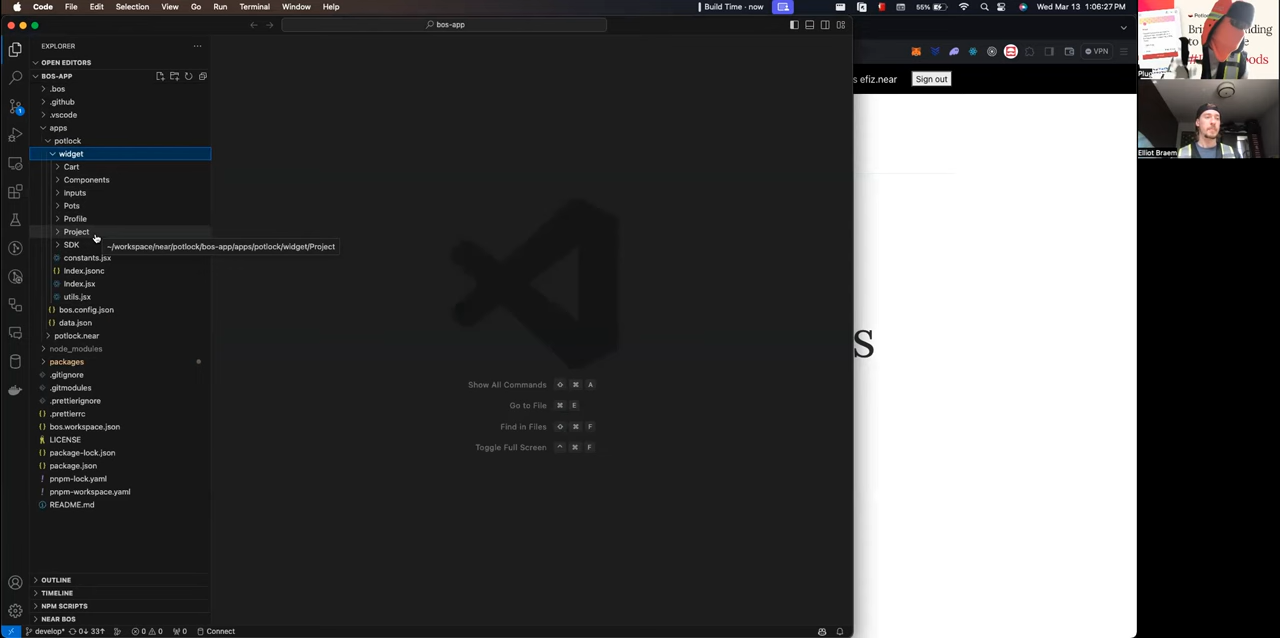 Code File Edit Selection View Go Run Terminal Window Help
Build Time · now
55%
Wed Mar 13 1:06:27 PM
bos-app
EXPLORER
OPEN EDITORS
BOS-APP
.bos
.github
.vscode
apps
potlock
widget
Cart
Components
Inputs
Pots
Profile
Project
~/workspace/near/potlock/bos-app/apps/potlock/widget/Project
SDK
constants.jsx
Index.jsonc
Index.jsx
utils.jsx
bos.config.json
data.json
potlock.near
node_modules
packages
.gitignore
.gitmodules
.prettierignore
.prettierrc
bos.workspace.json
LICENSE
package-lock.json
package.json
pnpm-lock.yaml
pnpm-workspace.yaml
README.md
OUTLINE
TIMELINE
NPM SCRIPTS
NEAR BOS
develop* 0↓ 33↑ 0 0 0 Connect
Show All Commands ⇧ ⌘ A
Go to File ⌘ E
Find in Files ⇧ ⌘ F
Toggle Full Screen ^ ⌘ F
VPN
s efiz.near Sign out
s
Elliot Braem